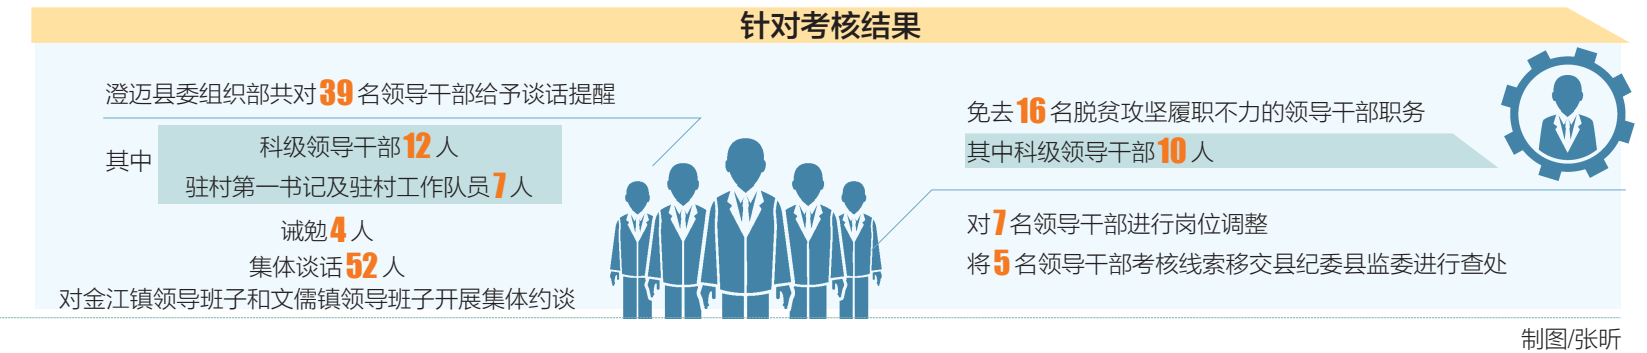 针对考核结果
澄迈县委组织部共对39名领导干部给予谈话提醒
其中
科级领导干部12人
驻村第一书记及驻村工作队员7人
诫勉4人
集体谈话52人
对金江镇领导班子和文儒镇领导班子开展集体约谈
免去16名脱贫攻坚履职不力的领导干部职务
其中科级领导干部10人
对7名领导干部进行岗位调整
将5名领导干部考核线索移交县纪委县监委进行查处
制图/张昕